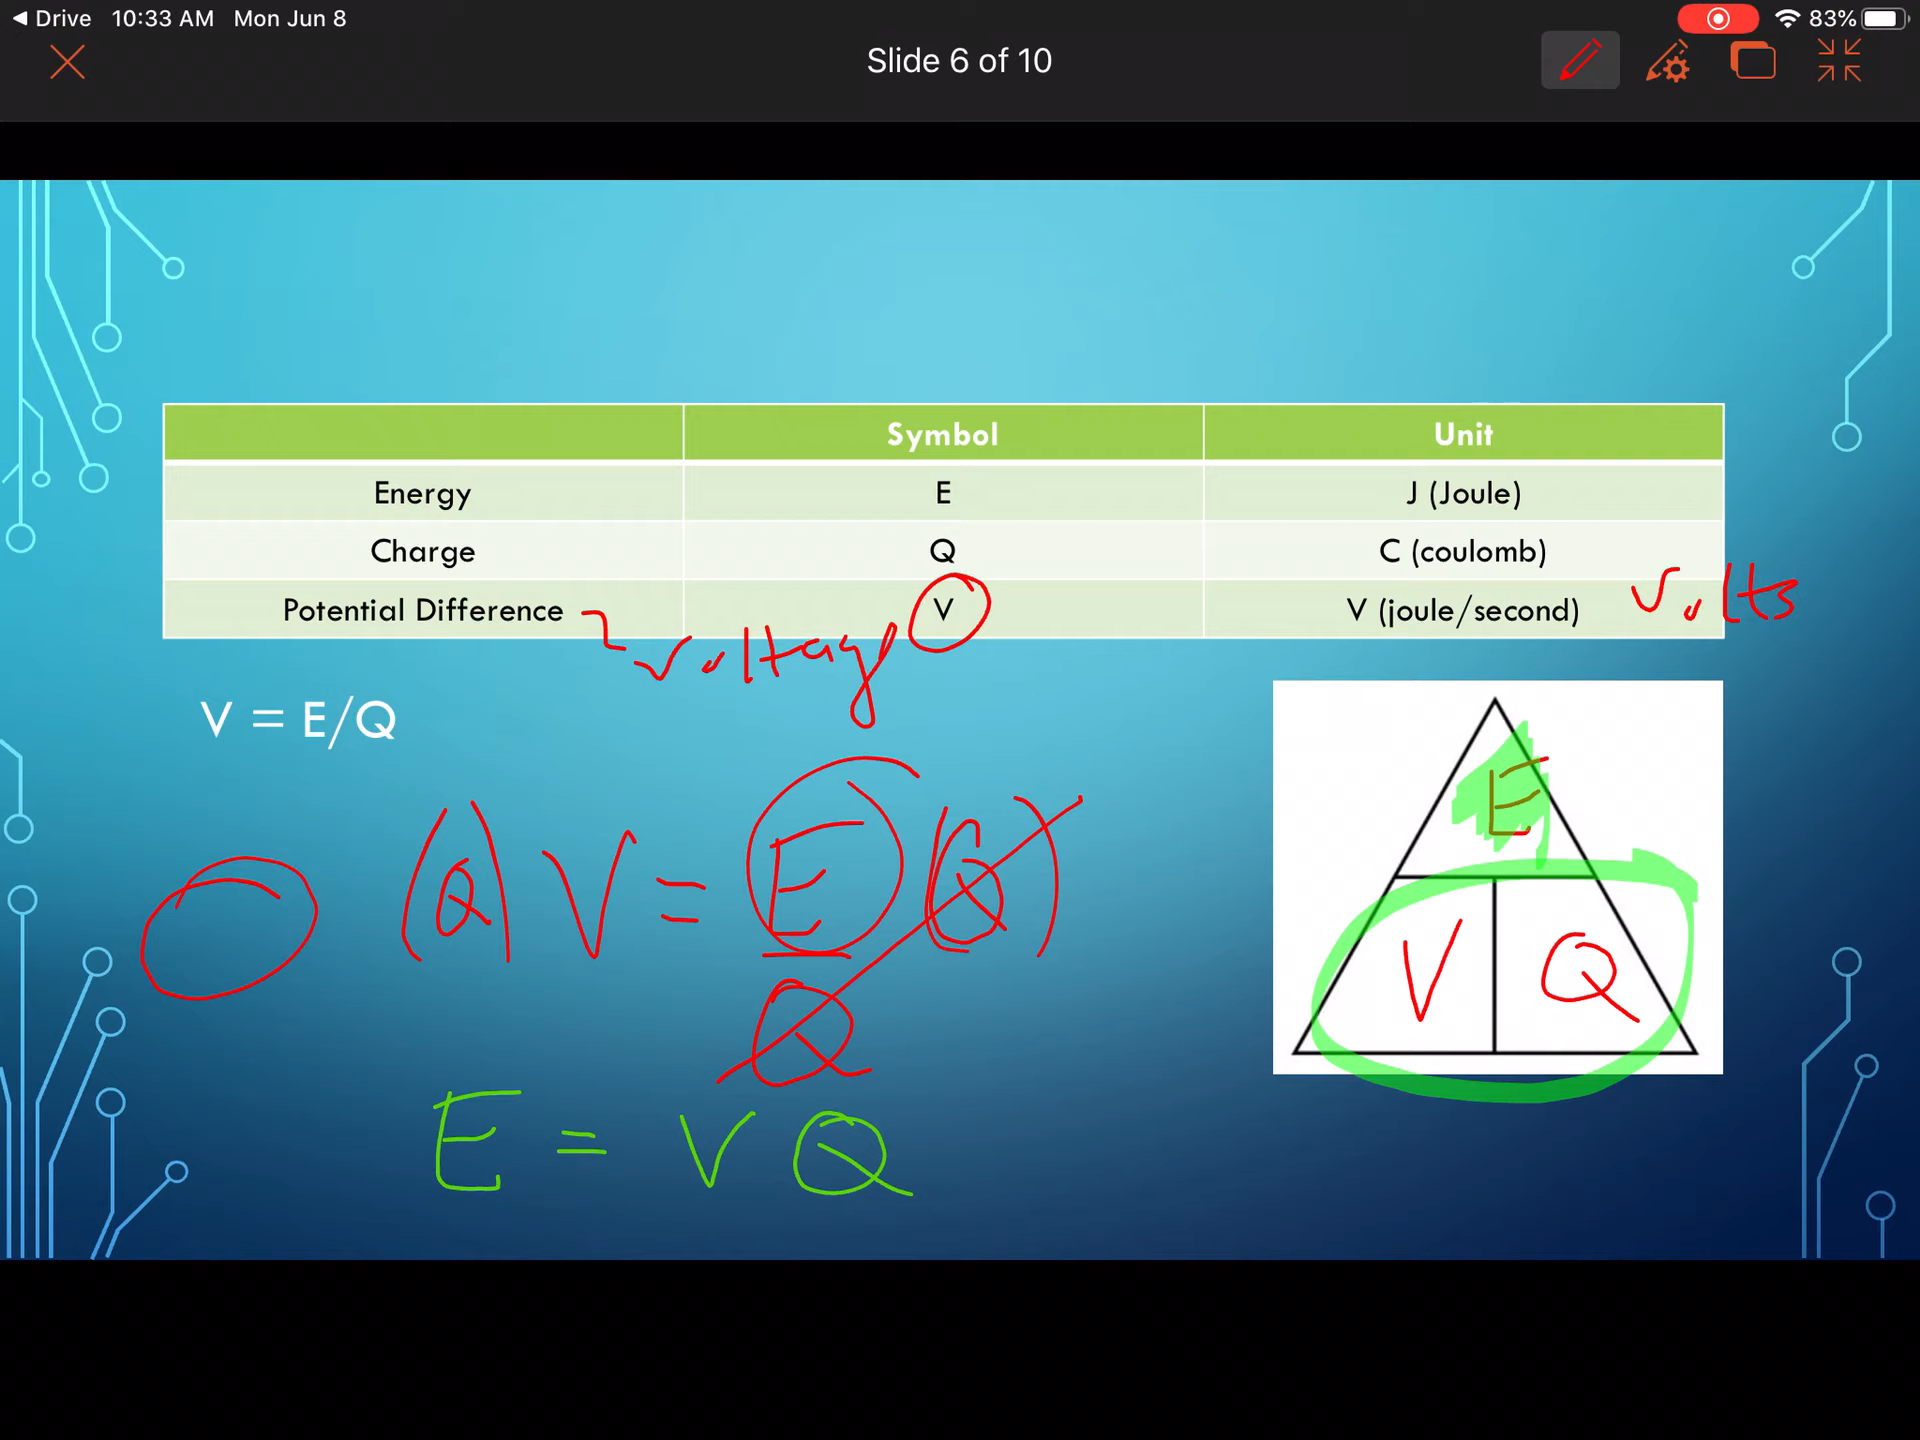 Drive 10:33 AM Mon Jun 8 83%
Slide 6 of 10
Symbol Unit
Energy E J (Joule)
Charge Q C (coulomb)
Potential Difference V V (joule/second) Volts
Voltage
V = E/Q
(Q) V = E (Q)
Q
E = V Q
E
V Q